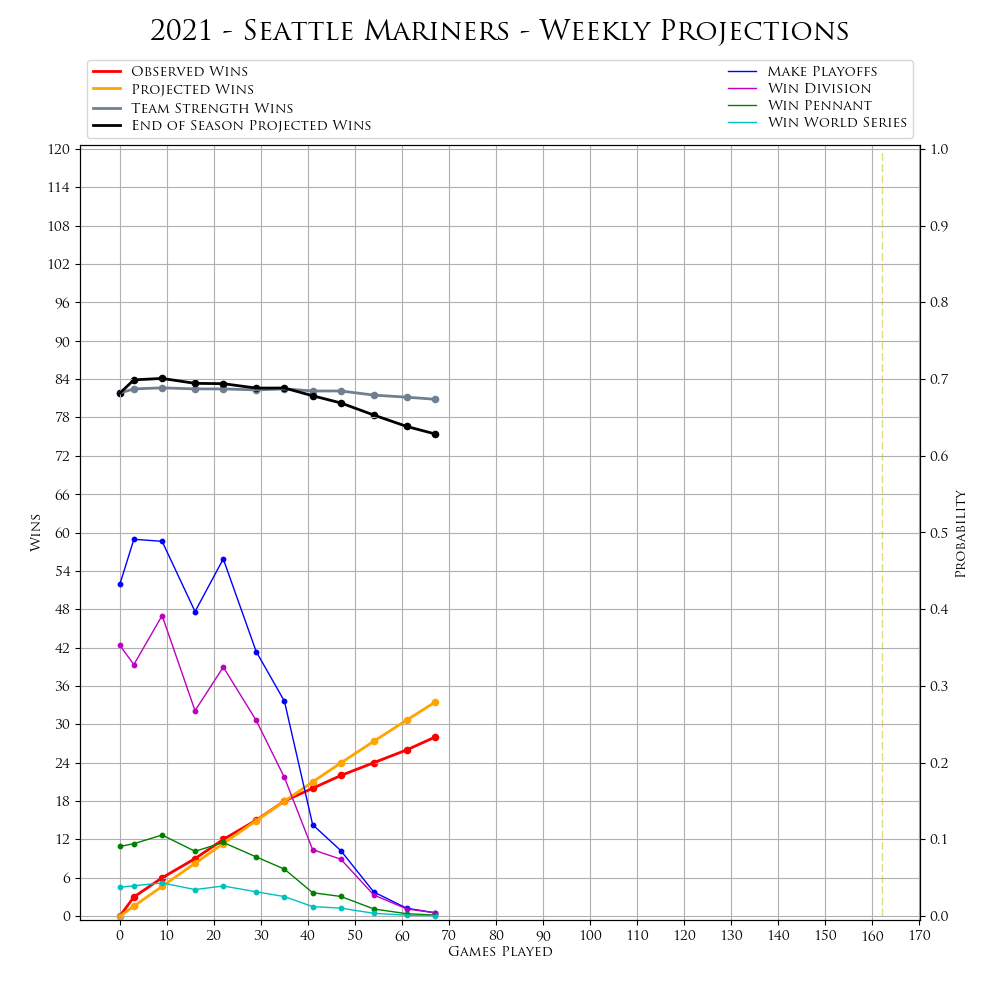 2021 - Seattle Mariners - Weekly Projections
Observed Wins
Projected Wins
Team Strength Wins
End of Season Projected Wins
Make Playoffs
Win Division
Win Pennant
Win World Series
120
114
108
102
96
90
84
78
72
66
60
54
48
42
36
30
24
18
12
6
0
Wins
1.0
0.9
0.8
0.7
0.6
0.5
0.4
0.3
0.2
0.1
0.0
Probability
0 10 20 30 40 50 60 70 80 90 100 110 120 130 140 150 160 170
Games Played